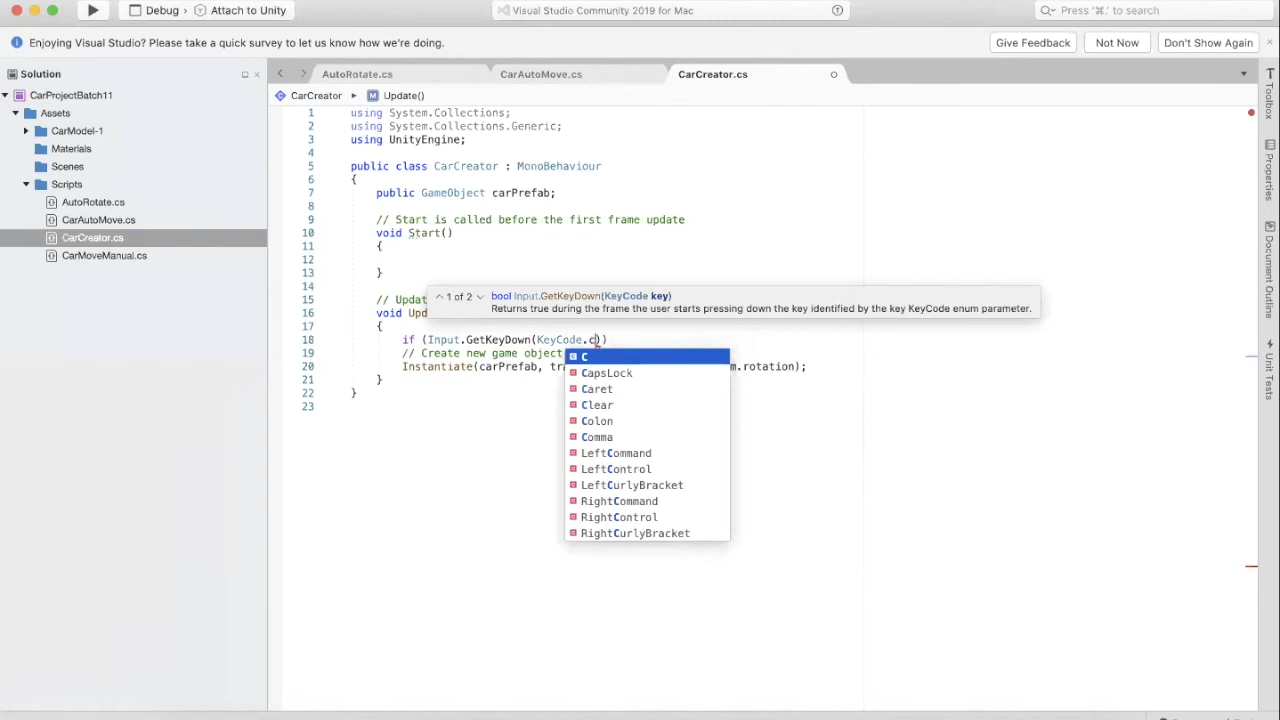 Debug › Attach to Unity
Visual Studio Community 2019 for Mac
Press '⌘.' to search
Enjoying Visual Studio? Please take a quick survey to let us know how we're doing.
Give Feedback
Not Now
Don't Show Again
Solution
AutoRotate.cs
CarAutoMove.cs
CarCreator.cs
CarProjectBatch11
CarCreator
Update()
Assets
CarModel-1
Materials
Scenes
Scripts
AutoRotate.cs
CarAutoMove.cs
CarCreator.cs
CarMoveManual.cs
1 using System.Collections;
2 using System.Collections.Generic;
3 using UnityEngine;
4
5 public class CarCreator : MonoBehaviour
6 {
7 public GameObject carPrefab;
8
9 // Start is called before the first frame update
10 void Start()
11 {
12
13 }
14
1 of 2 bool Input.GetKeyDown(KeyCode key)
Returns true during the frame the user starts pressing down the key identified by the key KeyCode enum parameter.
15 // Updat
16 void Upd
17 {
18 if (Input.GetKeyDown(KeyCode.c))
19 // Create new game object
20 Instantiate(carPrefab, tra m.rotation);
21 }
22 }
23
C
CapsLock
Caret
Clear
Colon
Comma
LeftCommand
LeftControl
LeftCurlyBracket
RightCommand
RightControl
RightCurlyBracket
Toolbox
Properties
Document Outline
Unit Tests